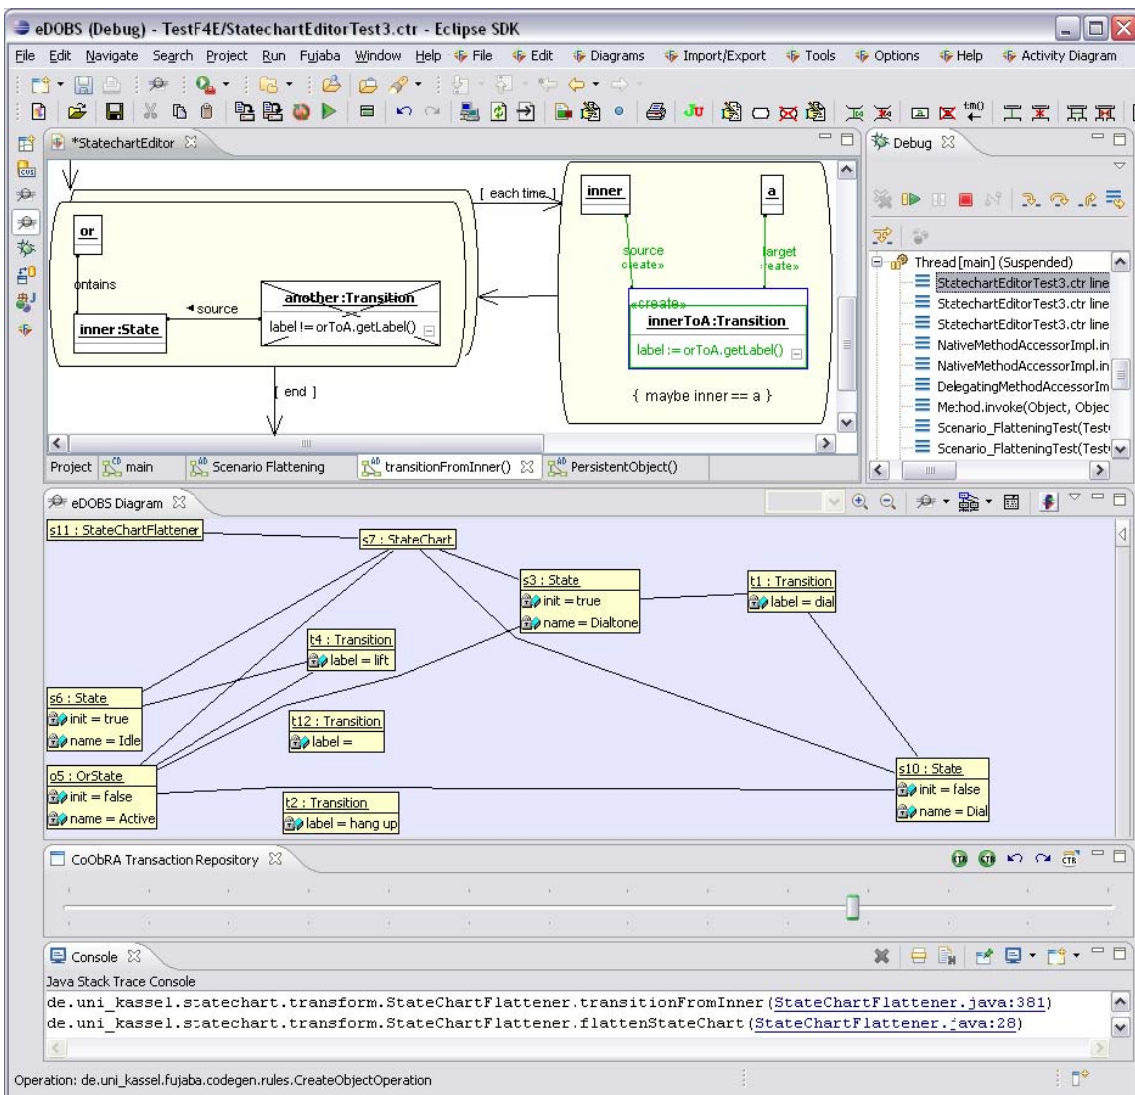 eDOBS (Debug) - TestF4E/StatechartEditorTest3.ctr - Eclipse SDK
File Edit Navigate Search Project Run Fujaba Window Help File Edit Diagrams Import/Export Tools Options Help Activity Diagram
*StatechartEditor
Debug
[ each time ]
inner
a
or
source
create»
target
create»
ontains
another:Transition
label != orToA.getLabel()
source
inner:State
«create»
innerToA:Transition
label := orToA.getLabel()
[ end ]
{ maybe inner == a }
Thread [main] (Suspended)
StatechartEditorTest3.ctr line
StatechartEditorTest3.ctr line
StatechartEditorTest3.ctr line
NativeMethodAccessorImpl.in
NativeMethodAccessorImpl.in
DelegatingMethodAccessorIm
Method.invoke(Object, Objec
Scenario_FlatteningTest(Test
Scenario_FlatteningTest(Test
Project main Scenario Flattening transitionFromInner() PersistentObject()
eDOBS Diagram
s11 : StateChartFlattener
s7 : StateChart
s3 : State
init = true
name = Dialtone
t1 : Transition
label = dial
t4 : Transition
label = lift
s6 : State
init = true
name = Idle
t12 : Transition
label =
o5 : OrState
init = false
name = Active
t2 : Transition
label = hang up
s10 : State
init = false
name = Dial
CoObRA Transaction Repository
Console
Java Stack Trace Console
de.uni_kassel.statechart.transform.StateChartFlattener.transitionFromInner(StateChartFlattener.java:381)
de.uni_kassel.statechart.transform.StateChartFlattener.flattenStateChart(StateChartFlattener.java:28)
Operation: de.uni_kassel.fujaba.codegen.rules.CreateObjectOperation